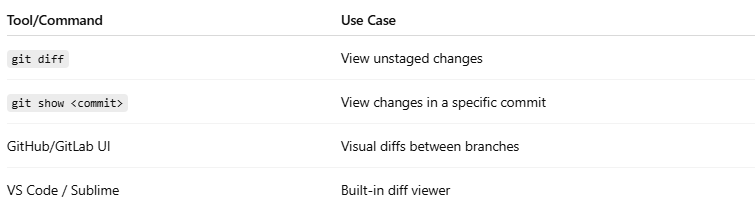 Tool/Command Use Case
git diff View unstaged changes
git show <commit> View changes in a specific commit
GitHub/GitLab UI Visual diffs between branches
VS Code / Sublime Built-in diff viewer